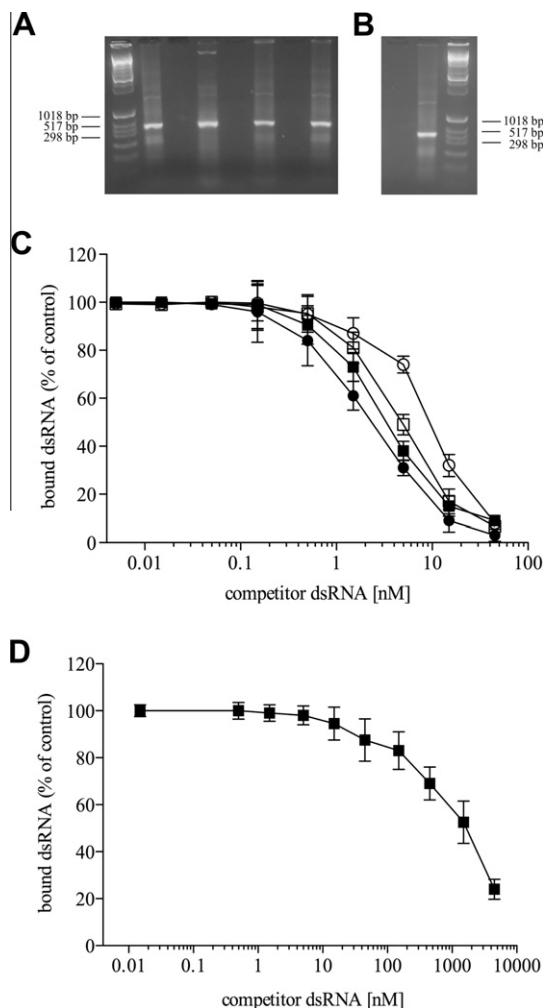 A
B
1018 bp
517 bp
298 bp
1018 bp
517 bp
298 bp
C
120
100
80
60
40
20
0
bound dsRNA (% of control)
0.01 0.1 1 10 100
competitor dsRNA [nM]
D
120
100
80
60
40
20
0
bound dsRNA (% of control)
0.01 0.1 1 10 100 1000 10000
competitor dsRNA [nM]